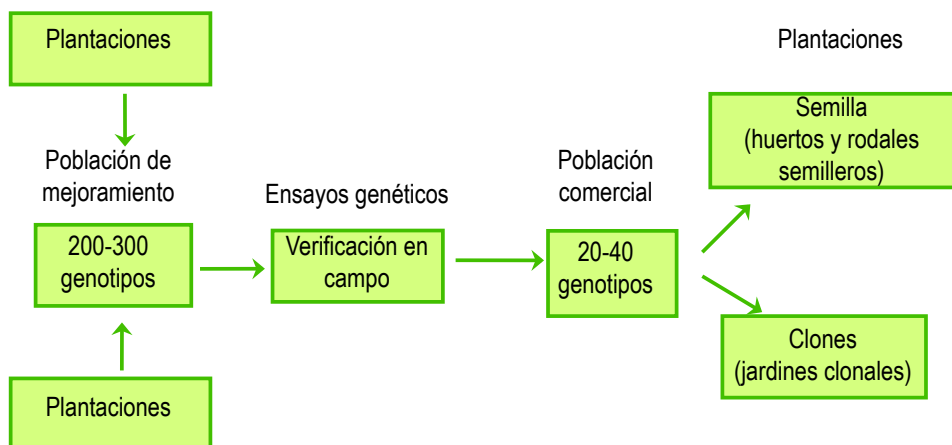 Plantaciones
Población de
mejoramiento
200-300
genotipos
Plantaciones
Ensayos genéticos
Verificación en
campo
Población
comercial
20-40
genotipos
Plantaciones
Semilla
(huertos y rodales
semilleros)
Clones
(jardines clonales)